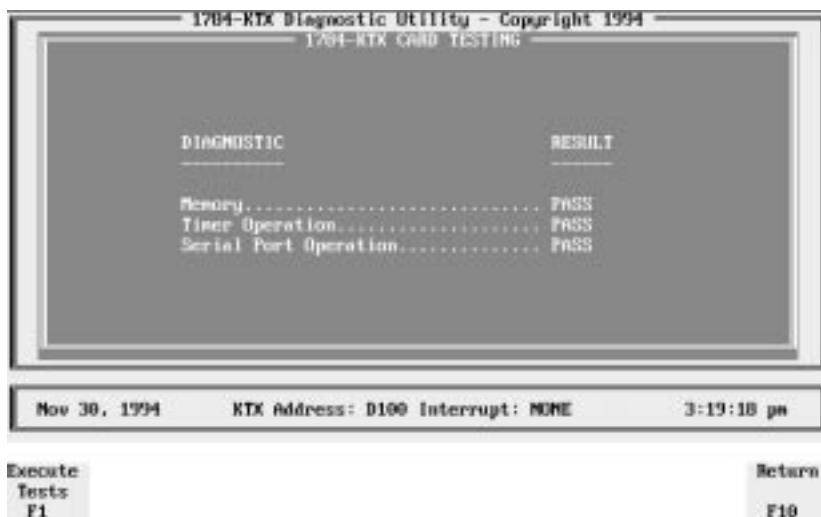 1784-KTX Diagnostic Utility - Copyright 1994
1784-KTX CARD TESTING
DIAGNOSTIC RESULT
Memory............................. PASS
Timer Operation.................... PASS
Serial Port Operation.............. PASS
Nov 30, 1994 KTX Address: D100 Interrupt: NONE 3:19:18 pm
Execute Return
Tests
F1 F10